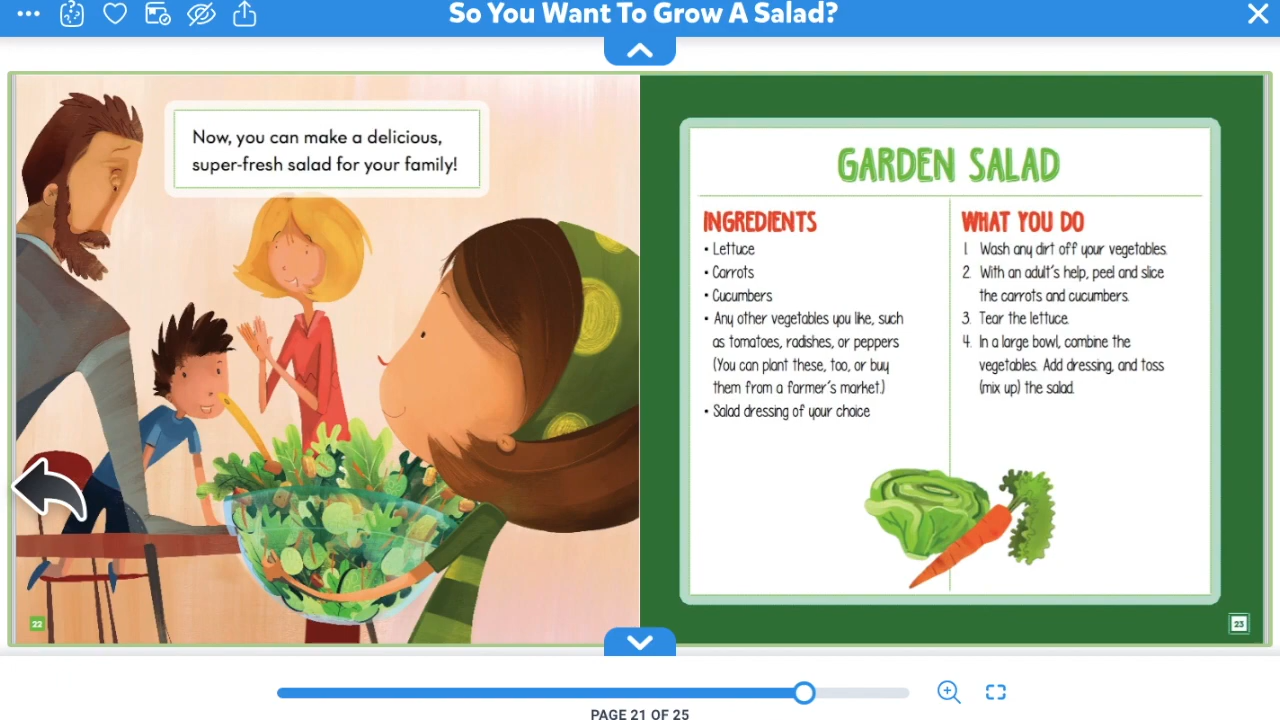 So You Want To Grow A Salad?
Now, you can make a delicious,
super-fresh salad for your family!
22
GARDEN SALAD
INGREDIENTS
• Lettuce
• Carrots
• Cucumbers
• Any other vegetables you like, such
as tomatoes, radishes, or peppers
(You can plant these, too, or buy
them from a farmer's market.)
• Salad dressing of your choice
WHAT YOU DO
1. Wash any dirt off your vegetables.
2. With an adult's help, peel and slice
the carrots and cucumbers.
3. Tear the lettuce.
4. In a large bowl, combine the
vegetables. Add dressing, and toss
(mix up) the salad.
23
PAGE 21 OF 25